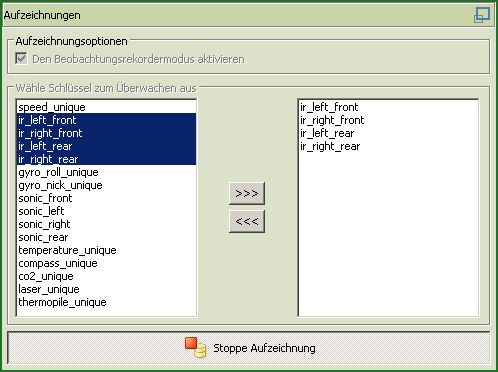 Aufzeichnungen
Aufzeichnungsoptionen
Den Beobachtungsrekordermodus aktivieren
Wähle Schlüssel zum Überwachen aus
speed_unique
ir_left_front
ir_right_front
ir_left_rear
ir_right_rear
gyro_roll_unique
gyro_nick_unique
sonic_front
sonic_left
sonic_right
sonic_rear
temperature_unique
compass_unique
co2_unique
laser_unique
thermopile_unique
>>>
<<<
ir_left_front
ir_right_front
ir_left_rear
ir_right_rear
Stoppe Aufzeichnung